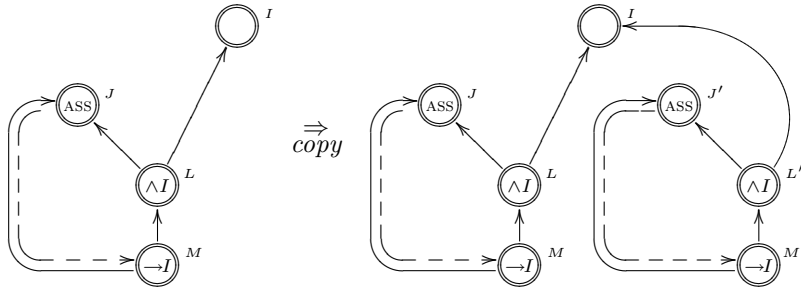 I I
ASS J ASS J ASS J′
⇒
copy
∧I L ∧I L ∧I L′
→I M →I M →I M